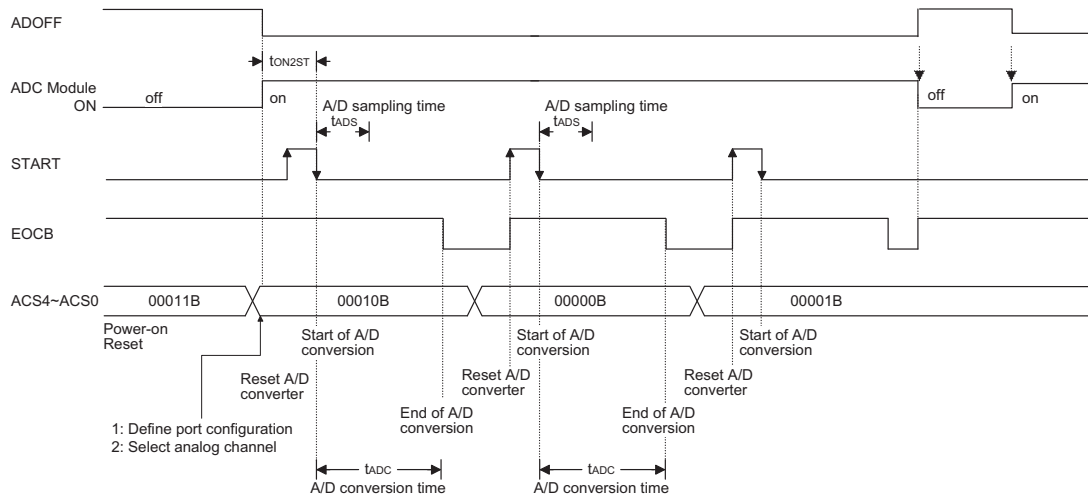 ADOFF
tON2ST
ADC Module
ON
off
on
off
on
A/D sampling time
tADS
A/D sampling time
tADS
START
EOCB
ACS4~ACS0
00011B
00010B
00000B
00001B
Power-on
Reset
Start of A/D
conversion
Start of A/D
conversion
Start of A/D
conversion
Reset A/D
converter
Reset A/D
converter
Reset A/D
converter
End of A/D
conversion
End of A/D
conversion
1: Define port configuration
2: Select analog channel
tADC
A/D conversion time
tADC
A/D conversion time